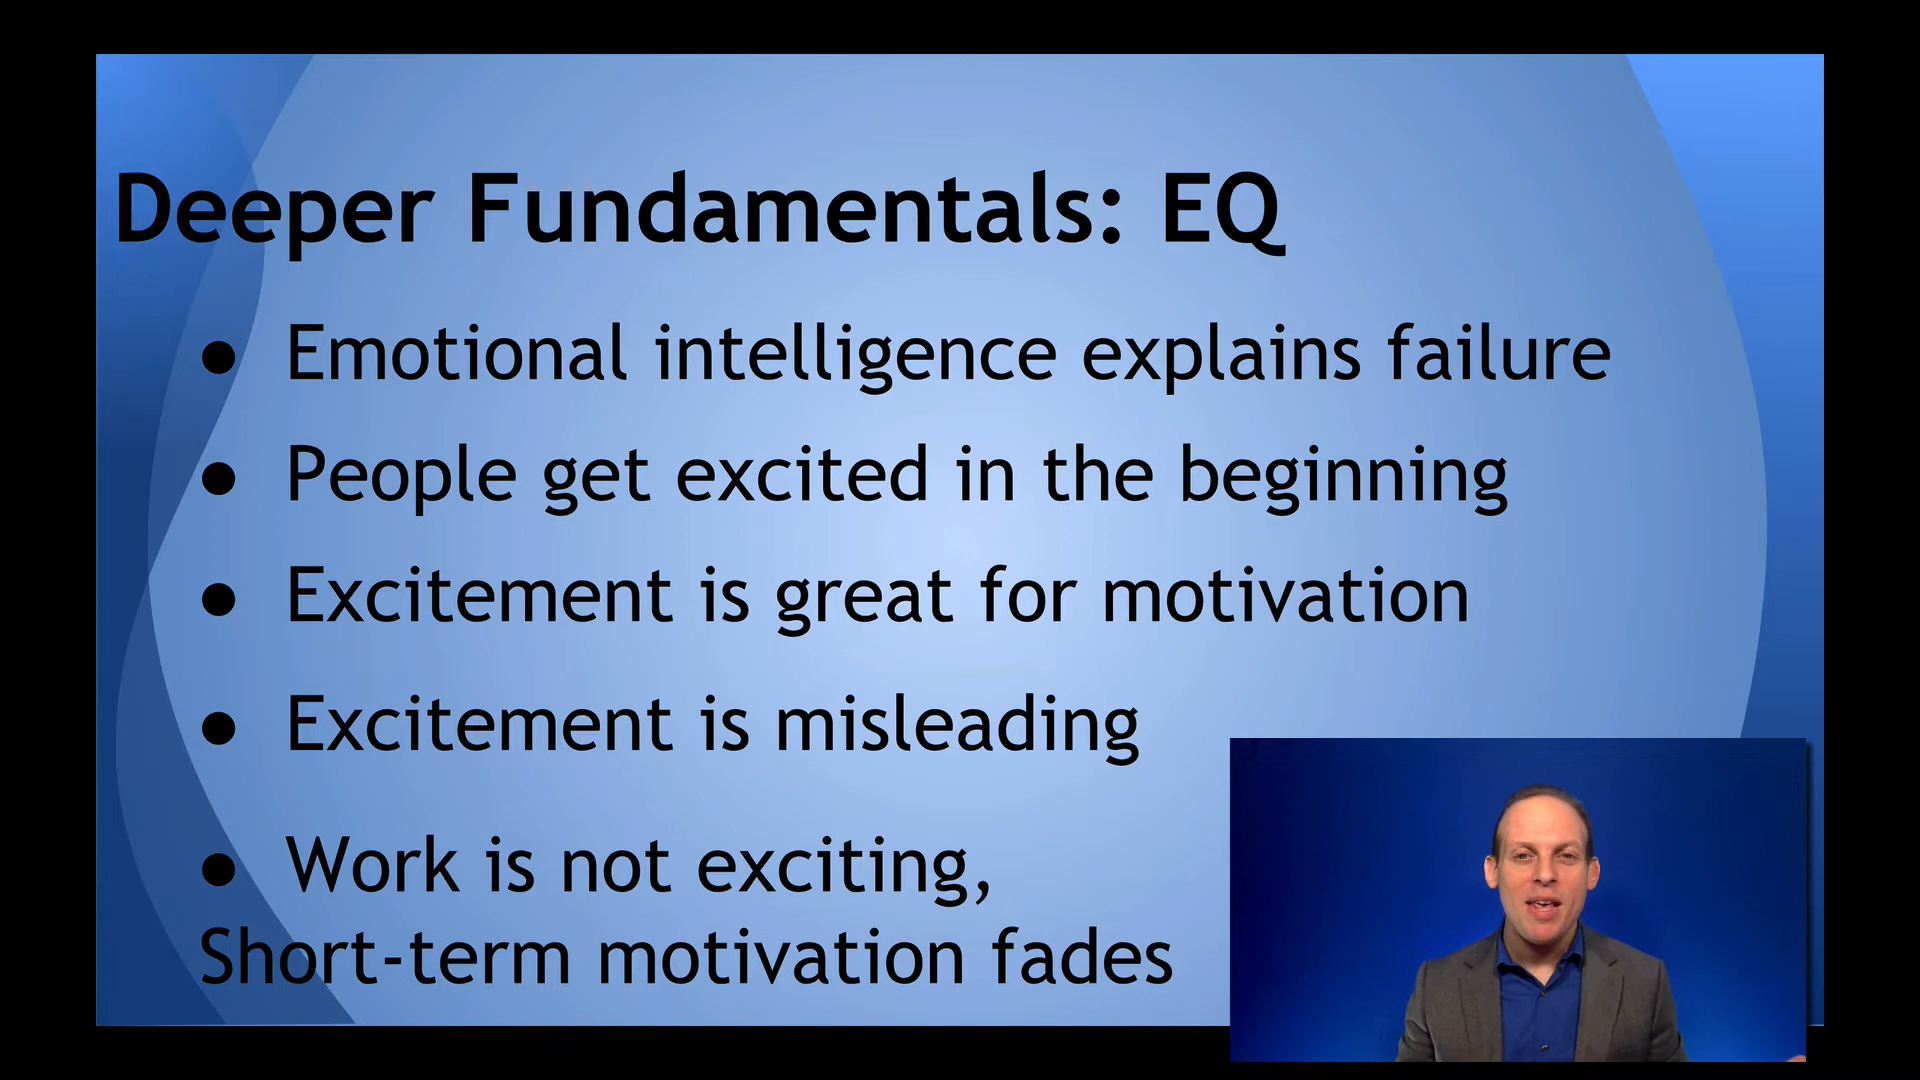 Deeper Fundamentals: EQ
● Emotional intelligence explains failure
● People get excited in the beginning
● Excitement is great for motivation
● Excitement is misleading
● Work is not exciting,
Short-term motivation fades